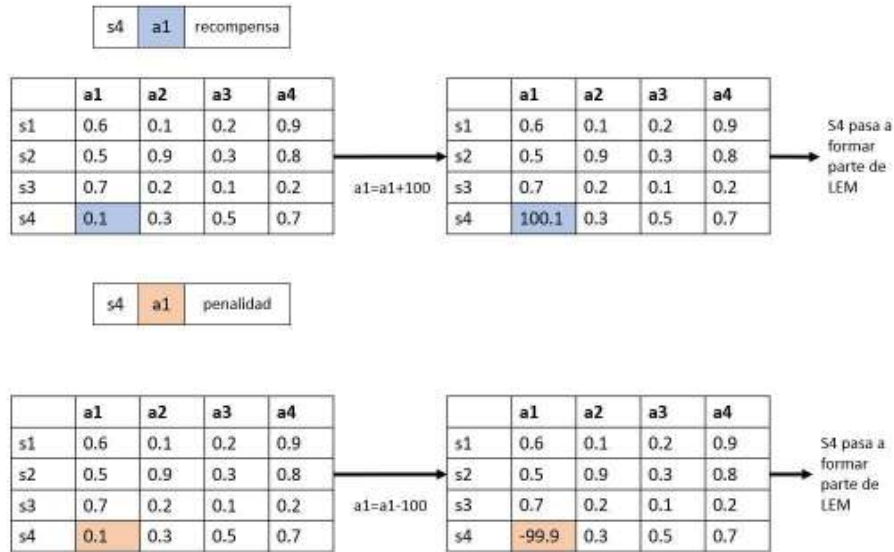 s4 a1 recompensa
a1 a2 a3 a4
s1 0.6 0.1 0.2 0.9
s2 0.5 0.9 0.3 0.8
s3 0.7 0.2 0.1 0.2
s4 0.1 0.3 0.5 0.7
a1=a1+100
a1 a2 a3 a4
s1 0.6 0.1 0.2 0.9
s2 0.5 0.9 0.3 0.8
s3 0.7 0.2 0.1 0.2
s4 100.1 0.3 0.5 0.7
S4 pasa a
formar
parte de
LEM
s4 a1 penalidad
a1 a2 a3 a4
s1 0.6 0.1 0.2 0.9
s2 0.5 0.9 0.3 0.8
s3 0.7 0.2 0.1 0.2
s4 0.1 0.3 0.5 0.7
a1=a1-100
a1 a2 a3 a4
s1 0.6 0.1 0.2 0.9
s2 0.5 0.9 0.3 0.8
s3 0.7 0.2 0.1 0.2
s4 -99.9 0.3 0.5 0.7
S4 pasa a
formar
parte de
LEM